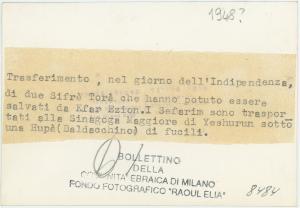 1948?
Trasferimento, nel giorno dell'Indipendenza,
di due Sifrè Torà che hanno potuto essere
salvati da Kfar Ezion.I Sefarim sono traspor
tati alla Sinagoga Maggiore di Yeshurun sotto
una Hupè(Baldacchino) di fucili.
BOLLETTINO
DELLA
COMUNITA' EBRAICA DI MILANO
FONDO FOTOGRAFICO "RAOUL ELIA"
8484